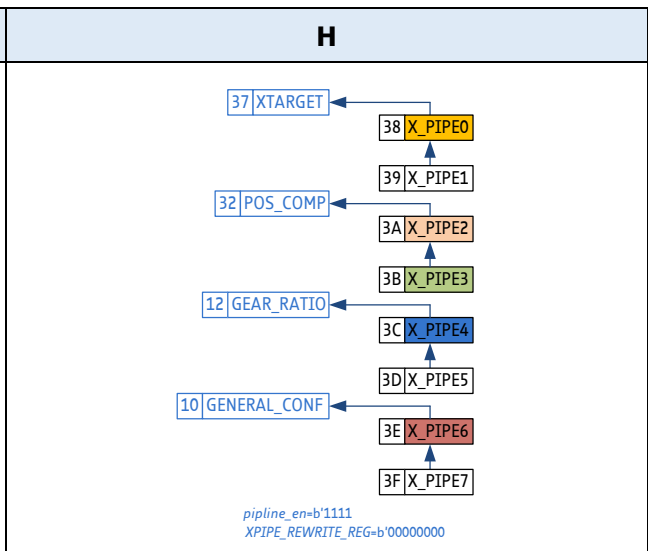 H
37 XTARGET
38 X_PIPE0
39 X_PIPE1
32 POS_COMP
3A X_PIPE2
3B X_PIPE3
12 GEAR_RATIO
3C X_PIPE4
3D X_PIPE5
10 GENERAL_CONF
3E X_PIPE6
3F X_PIPE7
pipline_en=b'1111
XPIPE_REWRITE_REG=b'00000000